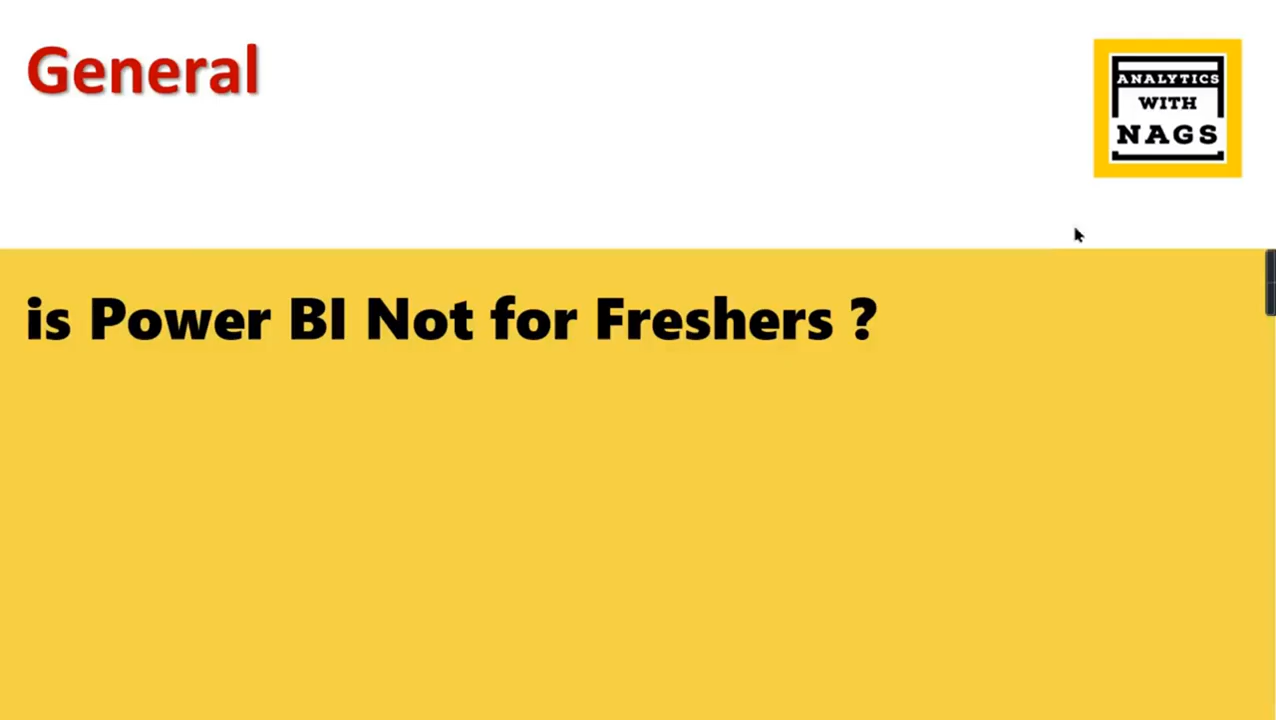 General
ANALYTICS
WITH
NAGS
is Power BI Not for Freshers ?